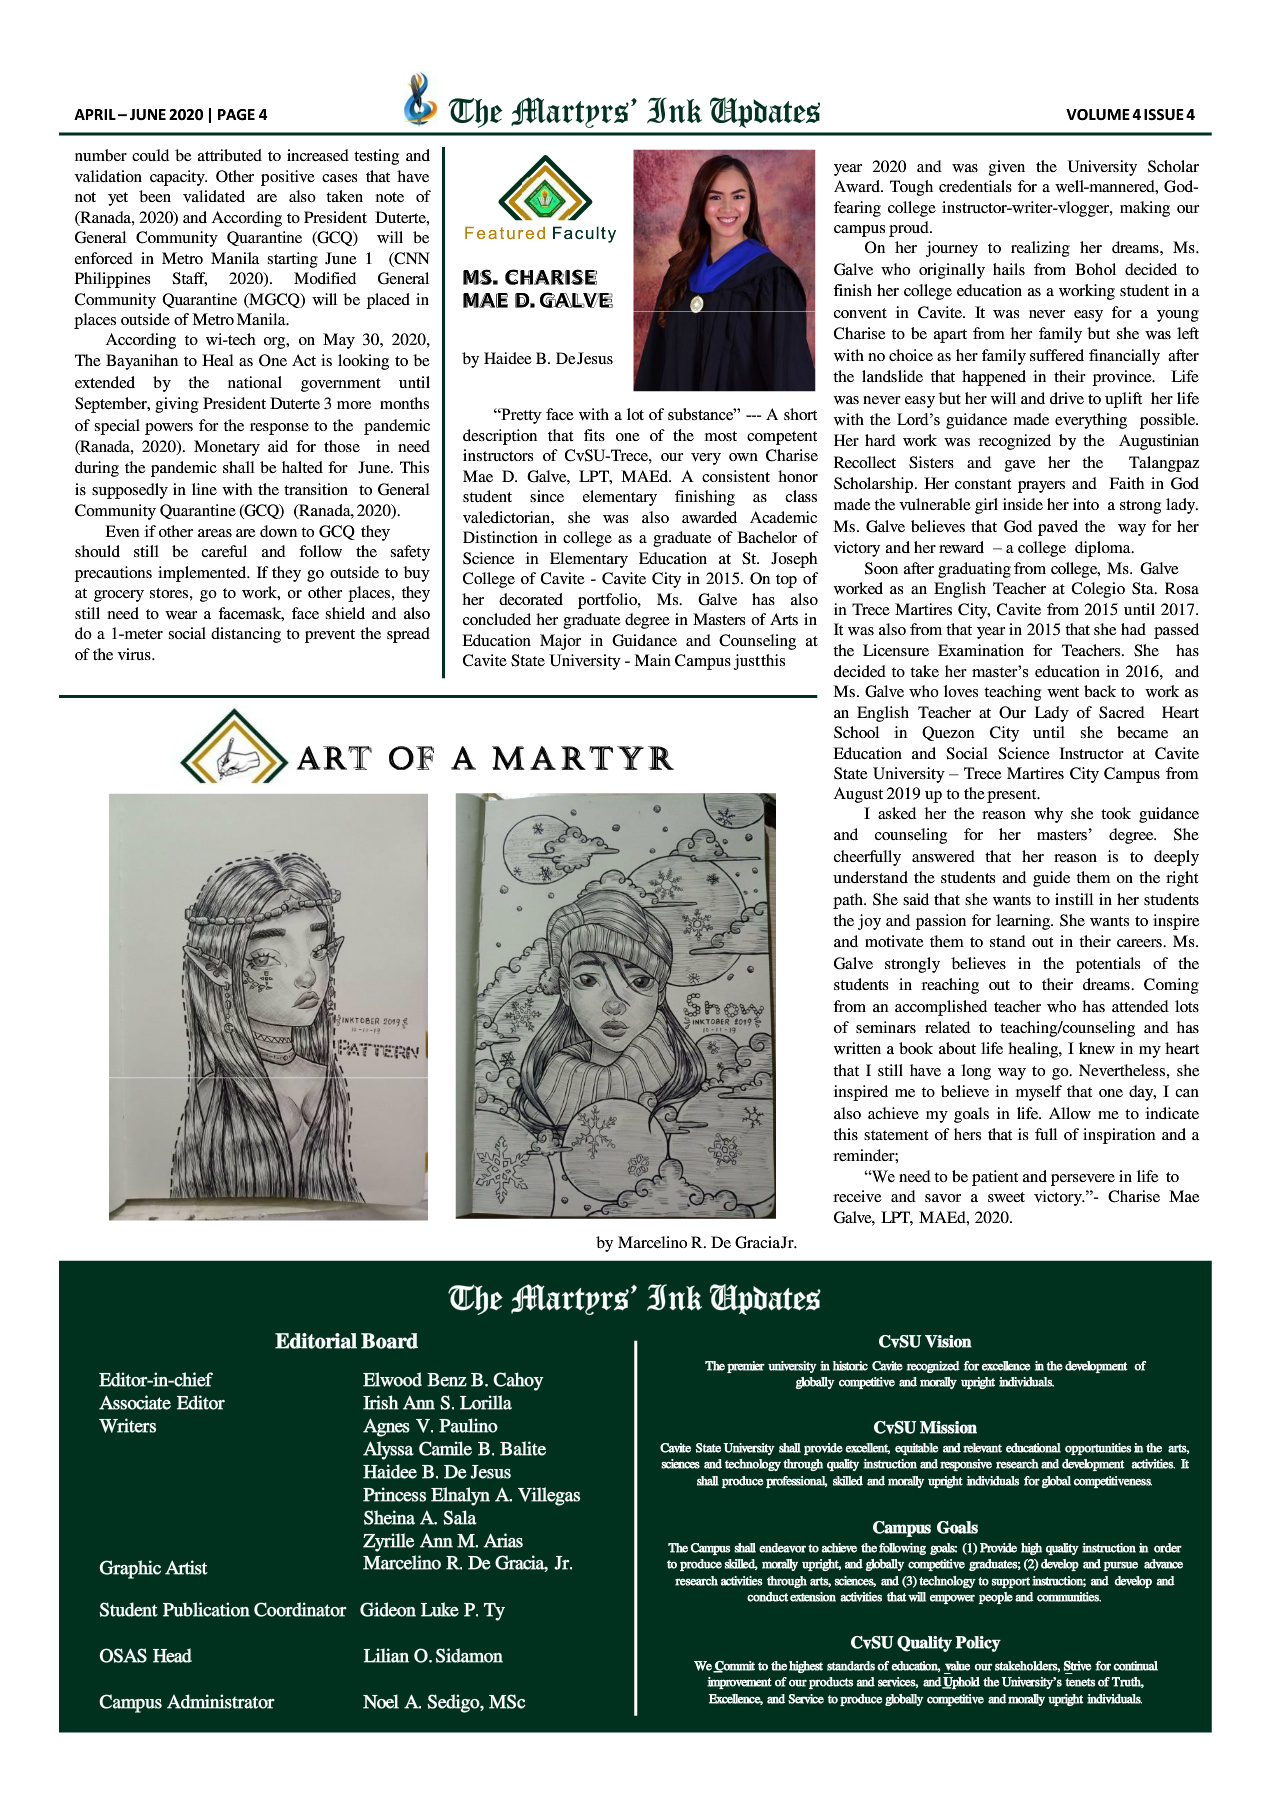 APRIL – JUNE 2020 | PAGE 4
The Martyrs' Ink Updates
VOLUME 4 ISSUE 4
number could be attributed to increased testing and
validation capacity. Other positive cases that have
not yet been validated are also taken note of
(Ranada, 2020) and According to President Duterte,
General Community Quarantine (GCQ) will be
enforced in Metro Manila starting June 1 (CNN
Philippines Staff, 2020). Modified General
Community Quarantine (MGCQ) will be placed in
places outside of Metro Manila.
According to wi-tech org, on May 30, 2020,
The Bayanihan to Heal as One Act is looking to be
extended by the national government until
September, giving President Duterte 3 more months
of special powers for the response to the pandemic
(Ranada, 2020). Monetary aid for those in need
during the pandemic shall be halted for June. This
is supposedly in line with the transition to General
Community Quarantine (GCQ) (Ranada, 2020).
Even if other areas are down to GCQ they
should still be careful and follow the safety
precautions implemented. If they go outside to buy
at grocery stores, go to work, or other places, they
still need to wear a facemask, face shield and also
do a 1-meter social distancing to prevent the spread
of the virus.
Featured Faculty
MS. CHARISE
MAE D. GALVE
by Haidee B. DeJesus
“Pretty face with a lot of substance” --- A short
description that fits one of the most competent
instructors of CvSU-Trece, our very own Charise
Mae D. Galve, LPT, MAEd. A consistent honor
student since elementary finishing as class
valedictorian, she was also awarded Academic
Distinction in college as a graduate of Bachelor of
Science in Elementary Education at St. Joseph
College of Cavite - Cavite City in 2015. On top of
her decorated portfolio, Ms. Galve has also
concluded her graduate degree in Masters of Arts in
Education Major in Guidance and Counseling at
Cavite State University - Main Campus justthis
year 2020 and was given the University Scholar
Award. Tough credentials for a well-mannered, God-
fearing college instructor-writer-vlogger, making our
campus proud.
On her journey to realizing her dreams, Ms.
Galve who originally hails from Bohol decided to
finish her college education as a working student in a
convent in Cavite. It was never easy for a young
Charise to be apart from her family but she was left
with no choice as her family suffered financially after
the landslide that happened in their province. Life
was never easy but her will and drive to uplift her life
with the Lord’s guidance made everything possible.
Her hard work was recognized by the Augustinian
Recollect Sisters and gave her the Talangpaz
Scholarship. Her constant prayers and Faith in God
made the vulnerable girl inside her into a strong lady.
Ms. Galve believes that God paved the way for her
victory and her reward – a college diploma.
Soon after graduating from college, Ms. Galve
worked as an English Teacher at Colegio Sta. Rosa
in Trece Martires City, Cavite from 2015 until 2017.
It was also from that year in 2015 that she had passed
the Licensure Examination for Teachers. She has
decided to take her master’s education in 2016, and
Ms. Galve who loves teaching went back to work as
an English Teacher at Our Lady of Sacred Heart
School in Quezon City until she became an
Education and Social Science Instructor at Cavite
State University – Trece Martires City Campus from
August 2019 up to the present.
I asked her the reason why she took guidance
and counseling for her masters’ degree. She
cheerfully answered that her reason is to deeply
understand the students and guide them on the right
path. She said that she wants to instill in her students
the joy and passion for learning. She wants to inspire
and motivate them to stand out in their careers. Ms.
Galve strongly believes in the potentials of the
students in reaching out to their dreams. Coming
from an accomplished teacher who has attended lots
of seminars related to teaching/counseling and has
written a book about life healing, I knew in my heart
that I still have a long way to go. Nevertheless, she
inspired me to believe in myself that one day, I can
also achieve my goals in life. Allow me to indicate
this statement of hers that is full of inspiration and a
reminder;
“We need to be patient and persevere in life to
receive and savor a sweet victory.”- Charise Mae
Galve, LPT, MAEd, 2020.
ART OF A MARTYR
INKTOBER 2019
10-11-19
PATTERN
Snow
INKTOBER 2019
10-11-19
by Marcelino R. De GraciaJr.
The Martyrs' Ink Updates
Editorial Board
Editor-in-chief Elwood Benz B. Cahoy
Associate Editor Irish Ann S. Lorilla
Writers Agnes V. Paulino
Alyssa Camile B. Balite
Haidee B. De Jesus
Princess Elnalyn A. Villegas
Sheina A. Sala
Zyrille Ann M. Arias
Graphic Artist Marcelino R. De Gracia, Jr.
Student Publication Coordinator Gideon Luke P. Ty
OSAS Head Lilian O. Sidamon
Campus Administrator Noel A. Sedigo, MSc
CvSU Vision
The premier university in historic Cavite recognized for excellence in the development of
globally competitive and morally upright individuals.
CvSU Mission
Cavite State University shall provide excellent, equitable and relevant educational opportunities in the arts,
sciences and technology through quality instruction and responsive research and development activities. It
shall produce professional, skilled and morally upright individuals for global competitiveness.
Campus Goals
The Campus shall endeavor to achieve the following goals: (1) Provide high quality instruction in order
to produce skilled, morally upright, and globally competitive graduates; (2) develop and pursue advance
research activities through arts, sciences, and (3) technology to support instruction; and develop and
conduct extension activities that will empower people and communities.
CvSU Quality Policy
We Commit to the highest standards of education, value our stakeholders, Strive for continual
improvement of our products and services, and Uphold the University’s tenets of Truth,
Excellence, and Service to produce globally competitive and morally upright individuals.